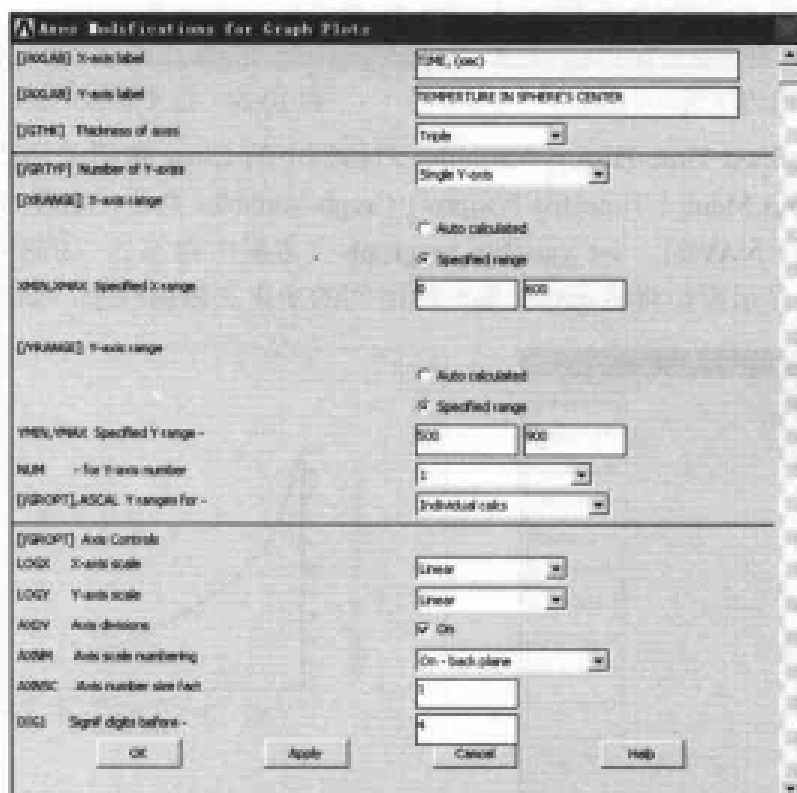 Axes Modifications for Graph Plots
[/AXLAB] X-axis label TIME, (sec)
[/AXLAB] Y-axis label TEMPERTURE IN SPHERE'S CENTER
[/GTHK] Thickness of axes Triple
[/GRTYP] Number of Y-axes Single Y-axis
[/XRANGE] X-axis range
Auto calculated
Specified range
XMIN,XMAX Specified X range 0 600
[/YRANGE] Y-axis range
Auto calculated
Specified range
YMIN,YMAX Specified Y range - 500 900
NUM - for Y-axis number 1
[/GROPT],ASCAL Y ranges for - Individual calcs
[/GROPT] Axis Controls
LOGX X-axis scale Linear
LOGY Y-axis scale Linear
AXDV Axis divisions On
AXNM Axis scale numbering On - back plane
AXNSC Axis number size fact 1
DIG1 Signif digits before - 4
OK Apply Cancel Help